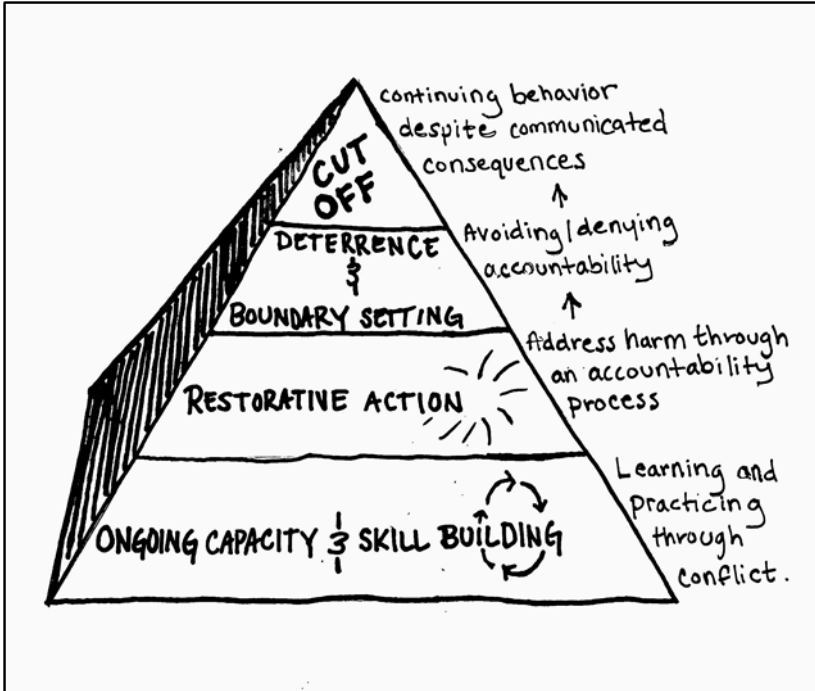 continuing behavior
despite communicated
consequences
CUT
OFF
Avoiding/denying
accountability
DETERRENCE
&
BOUNDARY SETTING
Address harm through
an accountability
process
RESTORATIVE ACTION
Learning and
practicing
through
conflict.
ONGOING CAPACITY & SKILL BUILDING